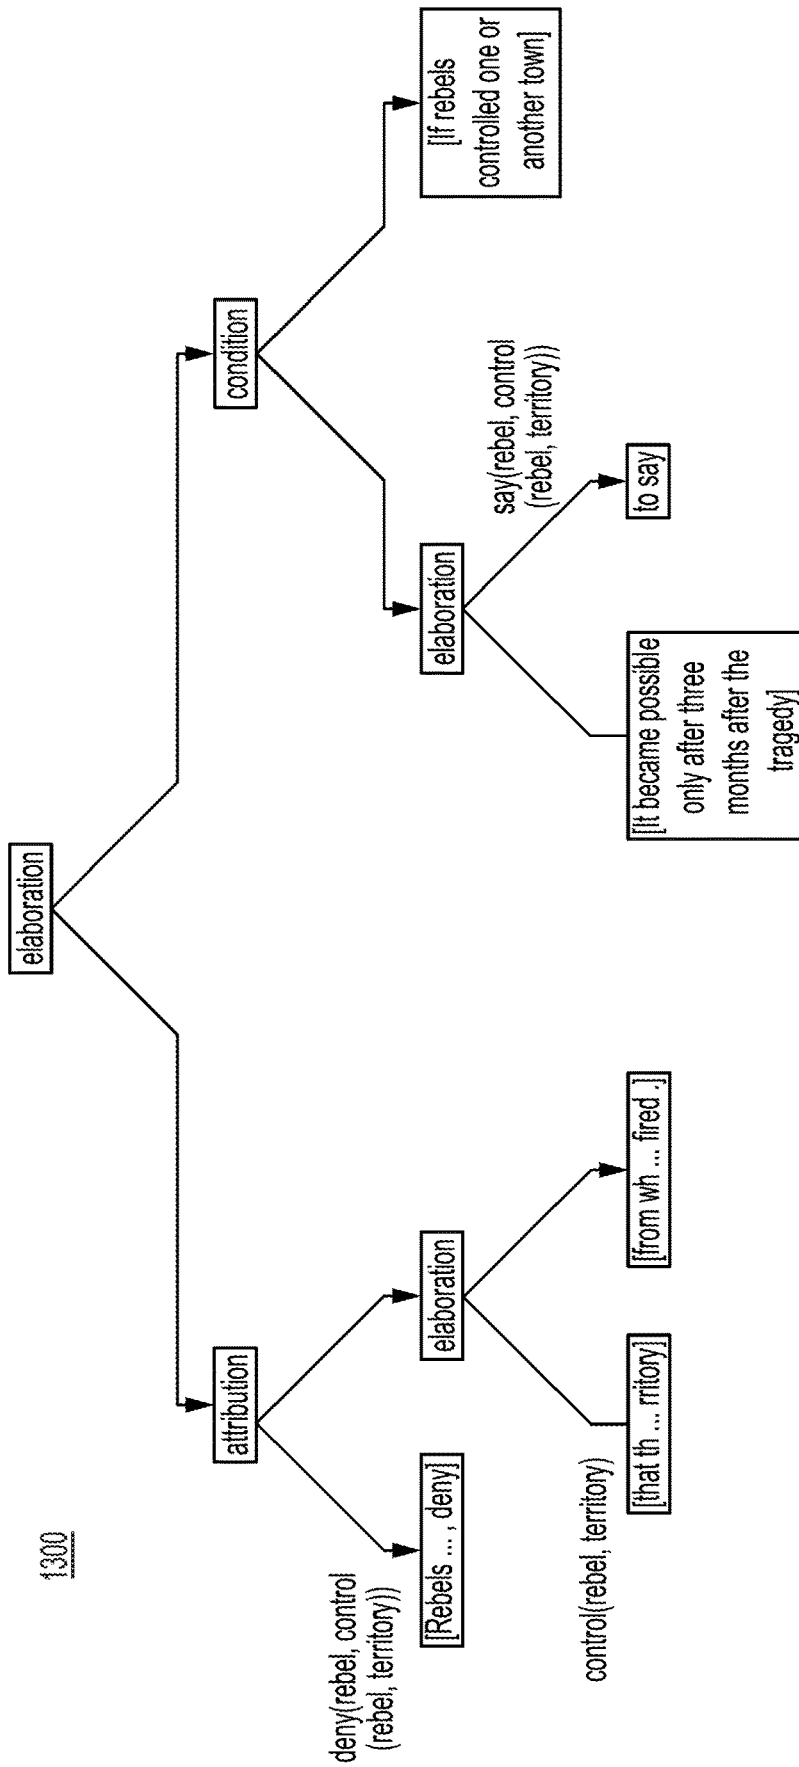 1300
elaboration
attribution
condition
deny(rebel, control
(rebel, territory))
[Rebels ... , deny]
elaboration
elaboration
[If rebels
controlled one or
another town]
control(rebel, territory)
[that th ... rritory]
[from wh ... fired .]
say(rebel, control
(rebel, territory))
[It became possible
only after three
months after the
tragedy]
to say